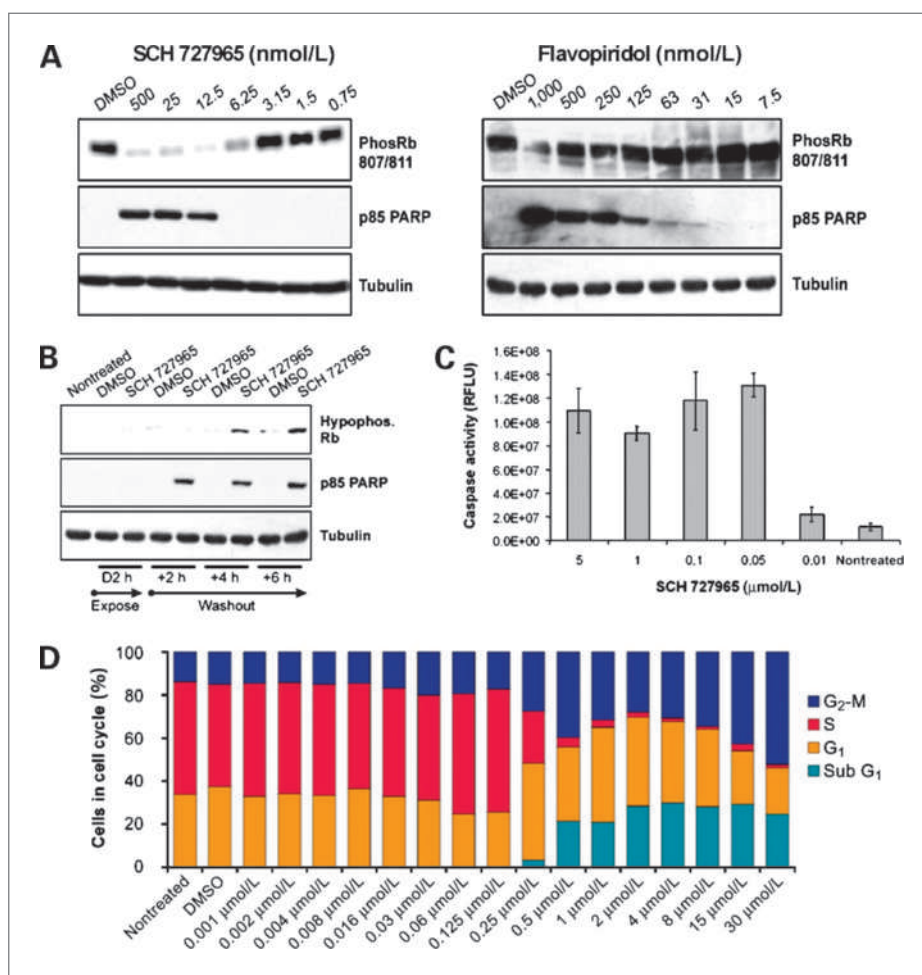 A
SCH 727965 (nmol/L)
DMSO 500 25 12.5 6.25 3.15 1.5 0.75
PhosRb
807/811
p85 PARP
Tubulin
Flavopiridol (nmol/L)
DMSO 1,000 500 250 125 63 31 15 7.5
PhosRb
807/811
p85 PARP
Tubulin
B
Nontreated DMSO SCH 727965 DMSO SCH 727965 DMSO SCH 727965 DMSO SCH 727965
Hypophos.
Rb
p85 PARP
Tubulin
D2 h +2 h +4 h +6 h
Expose Washout
C
Caspase activity (RFLU)
1.6E+08
1.4E+08
1.2E+08
1.0E+08
8.0E+07
6.0E+07
4.0E+07
2.0E+07
0.0E+00
5 1 0.1 0.05 0.01 Nontreated
SCH 727965 (μmol/L)
D
Cells in cell cycle (%)
100
80
60
40
20
0
Nontreated DMSO 0.001 μmol/L 0.002 μmol/L 0.004 μmol/L 0.008 μmol/L 0.016 μmol/L 0.03 μmol/L 0.06 μmol/L 0.125 μmol/L 0.25 μmol/L 0.5 μmol/L 1 μmol/L 2 μmol/L 4 μmol/L 8 μmol/L 15 μmol/L 30 μmol/L
G2-M
S
G1
Sub G1